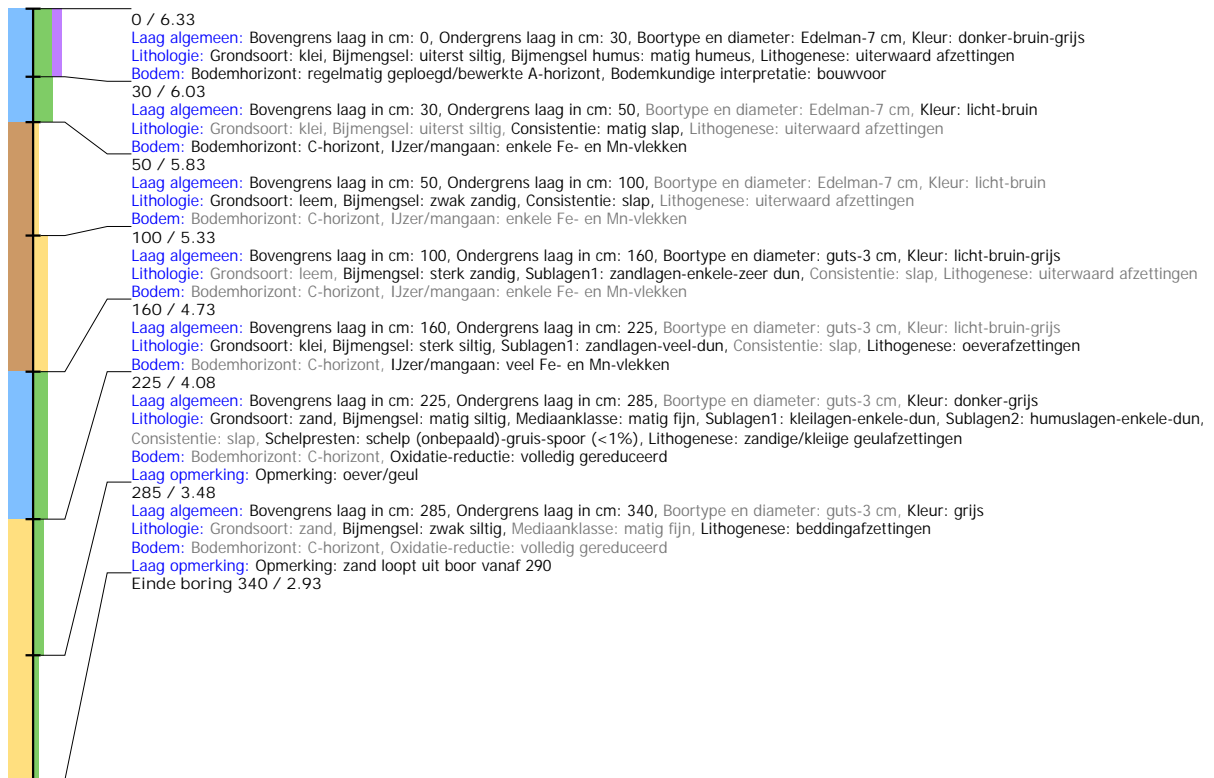 0 / 6.33
Laag algemeen: Bovengrens laag in cm: 0, Ondergrens laag in cm: 30, Boortype en diameter: Edelman-7 cm, Kleur: donker-bruin-grijs
Lithologie: Grondsoort: klei, Bijmengsel: uiterst siltig, Bijmengsel humus: matig humeus, Lithogenese: uiterwaard afzettingen
Bodem: Bodemhorizont: regelmatig geploegd/bewerkte A-horizont, Bodemkundige interpretatie: bouwvoor
30 / 6.03
Laag algemeen: Bovengrens laag in cm: 30, Ondergrens laag in cm: 50, Boortype en diameter: Edelman-7 cm, Kleur: licht-bruin
Lithologie: Grondsoort: klei, Bijmengsel: uiterst siltig, Consistentie: matig slap, Lithogenese: uiterwaard afzettingen
Bodem: Bodemhorizont: C-horizont, IJzer/mangaan: enkele Fe- en Mn-vlekken
50 / 5.83
Laag algemeen: Bovengrens laag in cm: 50, Ondergrens laag in cm: 100, Boortype en diameter: Edelman-7 cm, Kleur: licht-bruin
Lithologie: Grondsoort: leem, Bijmengsel: zwak zandig, Consistentie: slap, Lithogenese: uiterwaard afzettingen
Bodem: Bodemhorizont: C-horizont, IJzer/mangaan: enkele Fe- en Mn-vlekken
100 / 5.33
Laag algemeen: Bovengrens laag in cm: 100, Ondergrens laag in cm: 160, Boortype en diameter: guts-3 cm, Kleur: licht-bruin-grijs
Lithologie: Grondsoort: leem, Bijmengsel: sterk zandig, Sublagen1: zandlagen-enkele-zeer dun, Consistentie: slap, Lithogenese: uiterwaard afzettingen
Bodem: Bodemhorizont: C-horizont, IJzer/mangaan: enkele Fe- en Mn-vlekken
160 / 4.73
Laag algemeen: Bovengrens laag in cm: 160, Ondergrens laag in cm: 225, Boortype en diameter: guts-3 cm, Kleur: licht-bruin-grijs
Lithologie: Grondsoort: klei, Bijmengsel: sterk siltig, Sublagen1: zandlagen-veel-dun, Consistentie: slap, Lithogenese: oeverafzettingen
Bodem: Bodemhorizont: C-horizont, IJzer/mangaan: veel Fe- en Mn-vlekken
225 / 4.08
Laag algemeen: Bovengrens laag in cm: 225, Ondergrens laag in cm: 285, Boortype en diameter: guts-3 cm, Kleur: donker-grijs
Lithologie: Grondsoort: zand, Bijmengsel: matig siltig, Mediaanklasse: matig fijn, Sublagen1: kleilagen-enkele-dun, Sublagen2: humuslagen-enkele-dun,
Consistentie: slap, Schelpresten: schelp (onbepaald)-gruis-spoor (<1%), Lithogenese: zandige/kleiige geulafzettingen
Bodem: Bodemhorizont: C-horizont, Oxidatie-reductie: volledig gereduceerd
Laag opmerking: Opmerking: oever/geul
285 / 3.48
Laag algemeen: Bovengrens laag in cm: 285, Ondergrens laag in cm: 340, Boortype en diameter: guts-3 cm, Kleur: grijs
Lithologie: Grondsoort: zand, Bijmengsel: zwak siltig, Mediaanklasse: matig fijn, Lithogenese: beddingafzettingen
Bodem: Bodemhorizont: C-horizont, Oxidatie-reductie: volledig gereduceerd
Laag opmerking: Opmerking: zand loopt uit boor vanaf 290
Einde boring 340 / 2.93